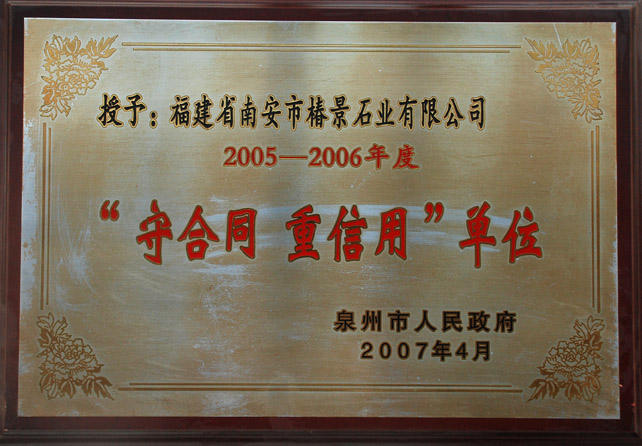 授予：福建省南安市椿景石业有限公司
2005—2006年度
“守合同 重信用”单位
泉州市人民政府
2007年4月